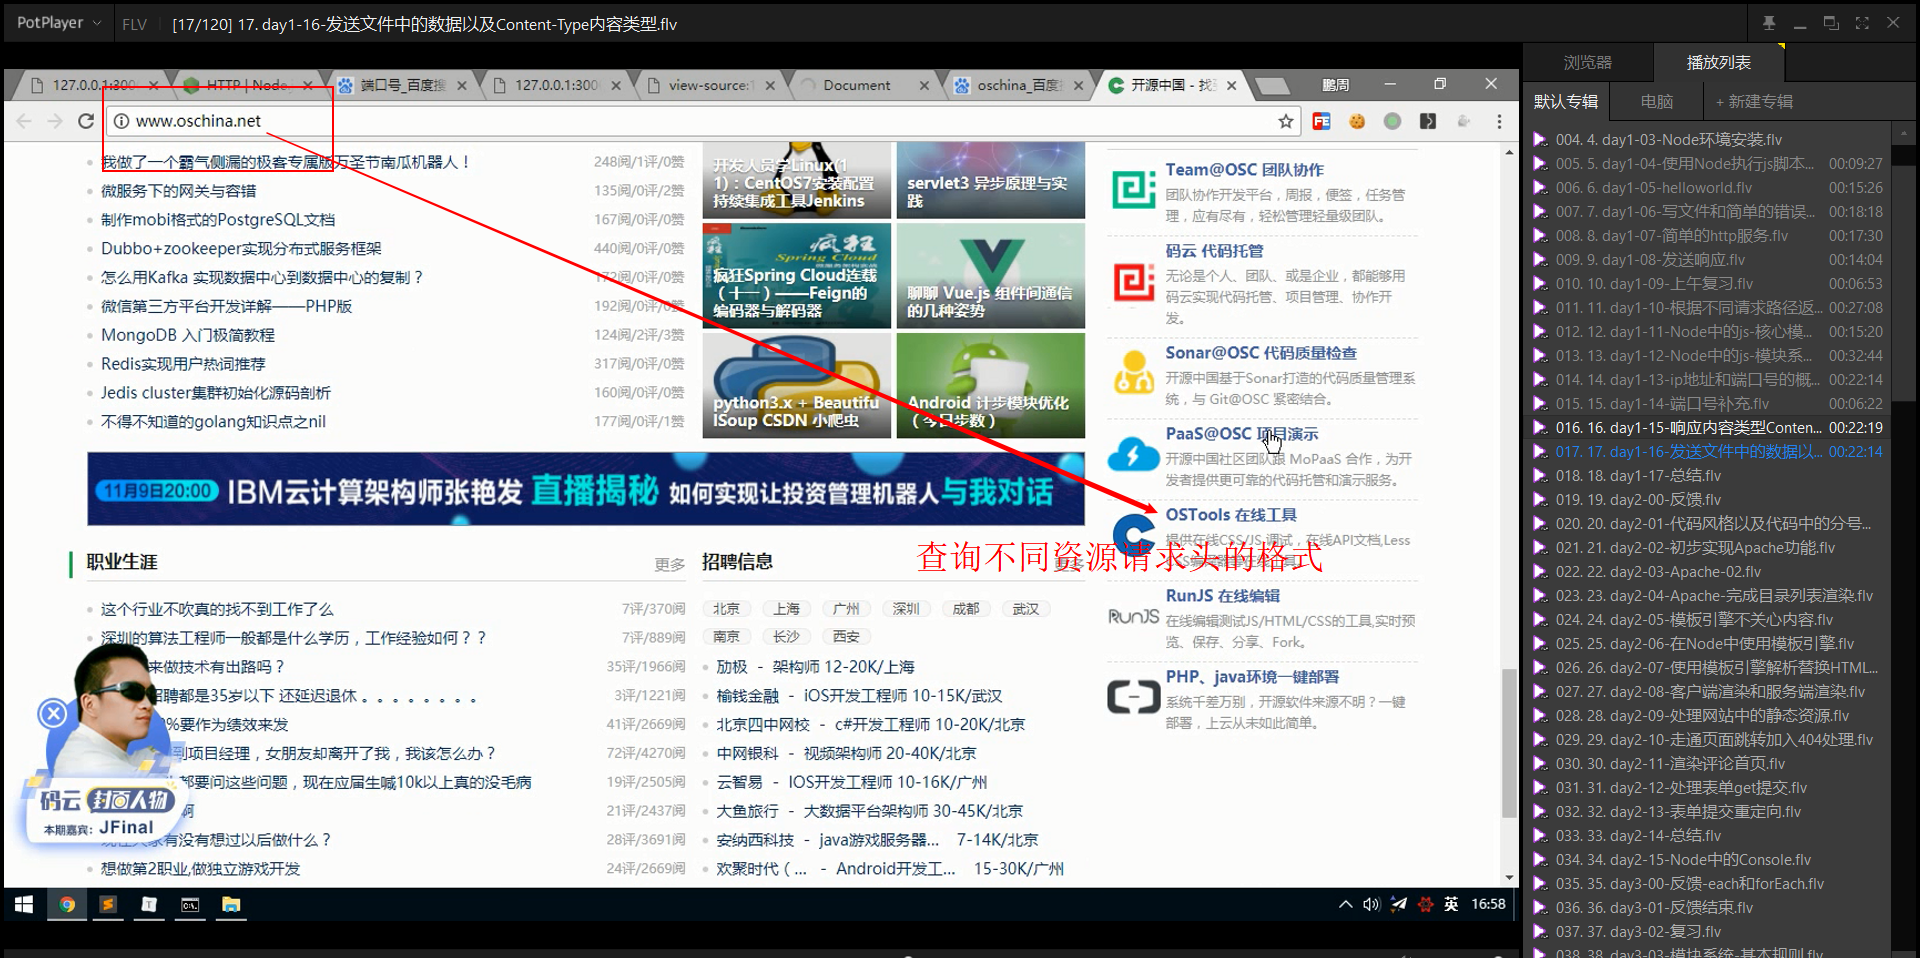 PotPlayer
FLV
[17/120] 17. day1-16-发送文件中的数据以及Content-Type内容类型.flv
127.0.0.1:300
HTTP | Node.
端口号_百度搜
127.0.0.1:300
view-source:1
Document
oschina_百度
开源中国 - 找
鹏周
www.oschina.net
我做了一个霸气侧漏的极客专属版万圣节南瓜机器人！
248阅/1评/0赞
微服务下的网关与容错
135阅/0评/2赞
制作mobi格式的PostgreSQL文档
167阅/0评/0赞
Dubbo+zookeeper实现分布式服务框架
440阅/0评/0赞
怎么用Kafka 实现数据中心到数据中心的复制？
172阅/0评/0赞
微信第三方平台开发详解——PHP版
192阅/0评/0赞
MongoDB 入门极简教程
124阅/2评/3赞
Redis实现用户热词推荐
317阅/0评/0赞
Jedis cluster集群初始化源码剖析
160阅/0评/0赞
不得不知道的golang知识点之nil
177阅/0评/1赞
开发人员学Linux(1
1)：CentOS7安装配置
持续集成工具Jenkins
servlet3 异步原理与实
践
疯狂
Spring Cloud
疯狂Spring Cloud连载
（十一）——Feign的
编码器与解码器
聊聊 Vue.js 组件间通信
的几种姿势
python3.x + Beautifu
lSoup CSDN 小爬虫
Android 计步模块优化
（今日步数）
Team@OSC 团队协作
团队协作开发平台，周报，便签，任务管
理，应有尽有，轻松管理轻量级团队。
码云 代码托管
无论是个人、团队、或是企业，都能够用
码云实现代码托管、项目管理、协作开
发。
Sonar@OSC 代码质量检查
开源中国基于Sonar打造的代码质量管理系
统，与 Git@OSC 紧密结合。
PaaS@OSC 项目演示
开源中国社区团队跟 MoPaaS 合作，为开
发者提供更可靠的代码托管和演示服务。
OSTools 在线工具
提供在线CSS/JS 调试，在线API文档,Less
查询不同资源请求头的格式
RunJS
RunJS 在线编辑
在线编辑测试JS/HTML/CSS的工具,实时预
览、保存、分享、Fork。
PHP、java环境一键部署
系统千差万别，开源软件来源不明？一键
部署，上云从未如此简单。
11月9日20:00 IBM云计算架构师张艳发 直播揭秘 如何实现让投资管理机器人与我对话
职业生涯
更多
这个行业不吹真的找不到工作了么
7评/370阅
深圳的算法工程师一般都是什么学历，工作经验如何？？
7评/889阅
来做技术有出路吗？
35评/1966阅
聘都是35岁以下 还延迟退休 。。。。。。。。
3评/1221阅
%要作为绩效来发
41评/2669阅
到项目经理，女朋友却离开了我，我该怎么办？
72评/4270阅
都要问这些问题，现在应届生喊10k以上真的没毛病
19评/2505阅
啊
21评/2437阅
有没有想过以后做什么？
28评/3691阅
想做第2职业,做独立游戏开发
24评/2669阅
码云 封面人物
本期嘉宾：JFinal
招聘信息
更多
北京 上海 广州 深圳 成都 武汉
南京 长沙 西安
劢极 - 架构师 12-20K/上海
榆钱金融 - iOS开发工程师 10-15K/武汉
北京四中网校 - c#开发工程师 10-20K/北京
中网银科 - 视频架构师 20-40K/北京
云智易 - IOS开发工程师 10-16K/广州
大鱼旅行 - 大数据平台架构师 30-45K/北京
安纳西科技 - java游戏服务器... 7-14K/北京
欢聚时代（... - Android开发工... 15-30K/广州
英
16:58
浏览器
播放列表
默认专辑
电脑
+ 新建专辑
004. 4. day1-03-Node环境安装.flv
005. 5. day1-04-使用Node执行js脚本... 00:09:27
006. 6. day1-05-helloworld.flv 00:15:26
007. 7. day1-06-写文件和简单的错误... 00:18:18
008. 8. day1-07-简单的http服务.flv 00:17:30
009. 9. day1-08-发送响应.flv 00:14:04
010. 10. day1-09-上午复习.flv 00:06:53
011. 11. day1-10-根据不同请求路径返... 00:27:08
012. 12. day1-11-Node中的js-核心模... 00:15:20
013. 13. day1-12-Node中的js-模块系... 00:32:44
014. 14. day1-13-ip地址和端口号的概... 00:22:14
015. 15. day1-14-端口号补充.flv 00:06:22
016. 16. day1-15-响应内容类型Conten... 00:22:19
017. 17. day1-16-发送文件中的数据以... 00:22:14
018. 18. day1-17-总结.flv
019. 19. day2-00-反馈.flv
020. 20. day2-01-代码风格以及代码中的分号...
021. 21. day2-02-初步实现Apache功能.flv
022. 22. day2-03-Apache-02.flv
023. 23. day2-04-Apache-完成目录列表渲染.flv
024. 24. day2-05-模板引擎不关心内容.flv
025. 25. day2-06-在Node中使用模板引擎.flv
026. 26. day2-07-使用模板引擎解析替换HTML...
027. 27. day2-08-客户端渲染和服务端渲染.flv
028. 28. day2-09-处理网站中的静态资源.flv
029. 29. day2-10-走通页面跳转加入404处理.flv
030. 30. day2-11-渲染评论首页.flv
031. 31. day2-12-处理表单get提交.flv
032. 32. day2-13-表单提交重定向.flv
033. 33. day2-14-总结.flv
034. 34. day2-15-Node中的Console.flv
035. 35. day3-00-反馈-each和forEach.flv
036. 36. day3-01-反馈结束.flv
037. 37. day3-02-复习.flv
038. 38. day3-03-模块系统-基本规则.flv